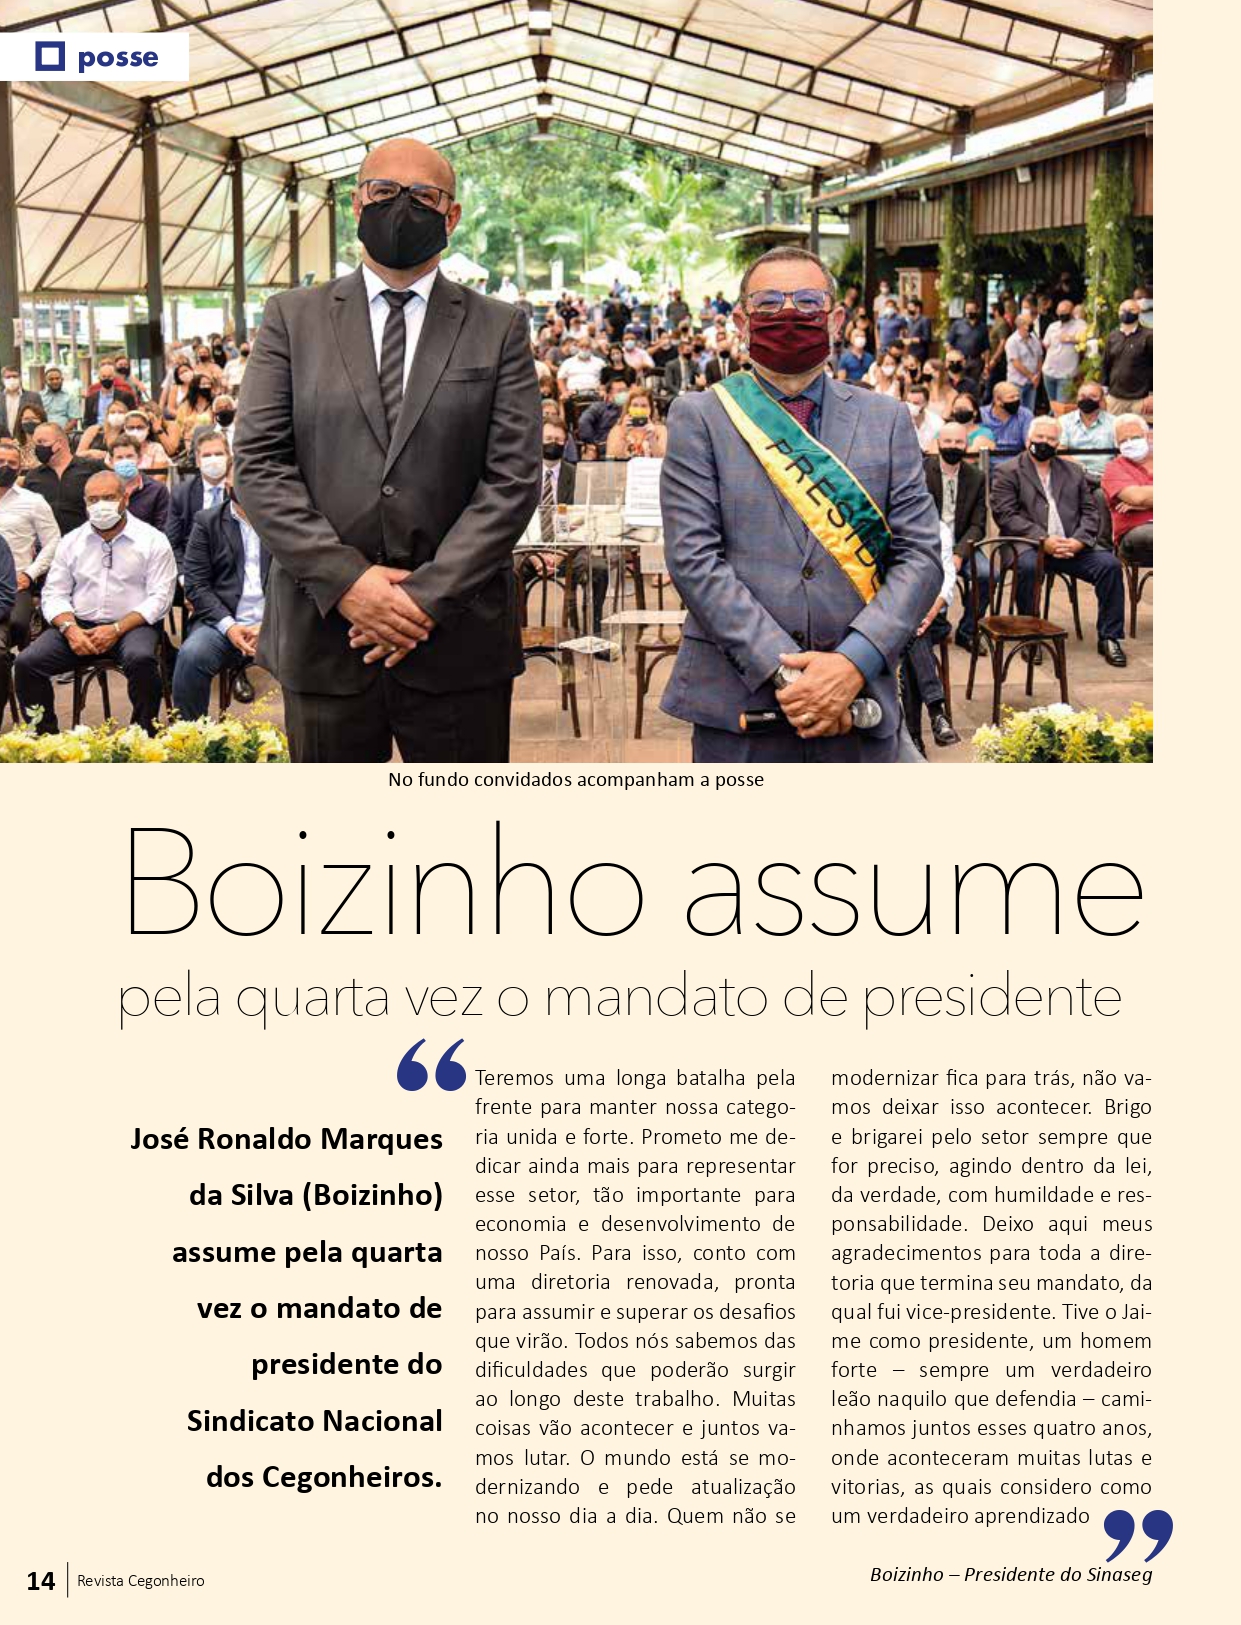 posse
PRESID
No fundo convidados acompanham a posse
Boizinho assume
pela quarta vez o mandato de presidente
José Ronaldo Marques
da Silva (Boizinho)
assume pela quarta
vez o mandato de
presidente do
Sindicato Nacional
dos Cegonheiros.
“
Teremos uma longa batalha pela
frente para manter nossa catego-
ria unida e forte. Prometo me de-
dicar ainda mais para representar
esse setor, tão importante para
economia e desenvolvimento de
nosso País. Para isso, conto com
uma diretoria renovada, pronta
para assumir e superar os desafios
que virão. Todos nós sabemos das
dificuldades que poderão surgir
ao longo deste trabalho. Muitas
coisas vão acontecer e juntos va-
mos lutar. O mundo está se mo-
dernizando e pede atualização
no nosso dia a dia. Quem não se
modernizar fica para trás, não va-
mos deixar isso acontecer. Brigo
e brigarei pelo setor sempre que
for preciso, agindo dentro da lei,
da verdade, com humildade e res-
ponsabilidade. Deixo aqui meus
agradecimentos para toda a dire-
toria que termina seu mandato, da
qual fui vice-presidente. Tive o Jai-
me como presidente, um homem
forte – sempre um verdadeiro
leão naquilo que defendia – cami-
nhamos juntos esses quatro anos,
onde aconteceram muitas lutas e
vitorias, as quais considero como
um verdadeiro aprendizado ”
Boizinho – Presidente do Sinaseg
14 Revista Cegonheiro